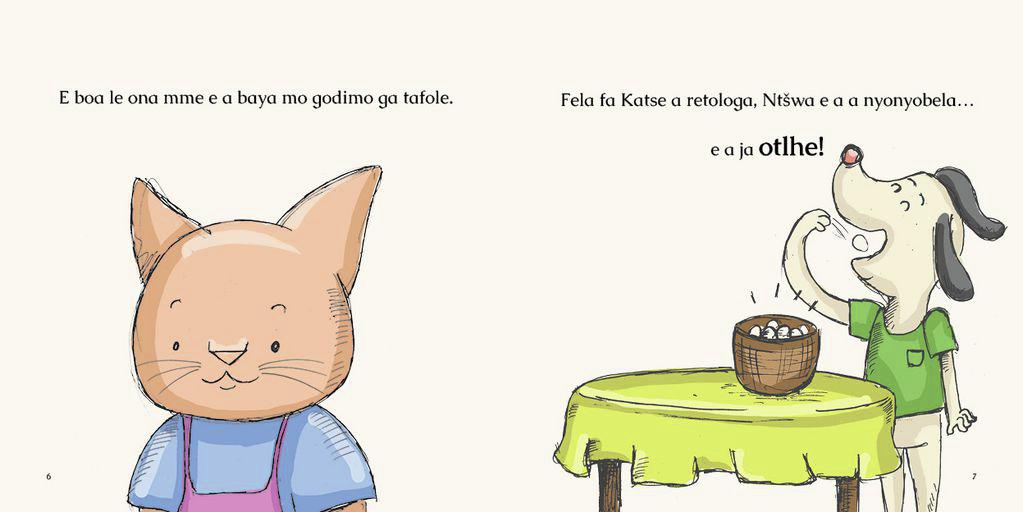 E boa le ona mme e a baya mo godimo ga tafole.
6
Fela fa Katse a retologa, Ntšwa e a a nyonyobela...
e a ja otlhe!
7